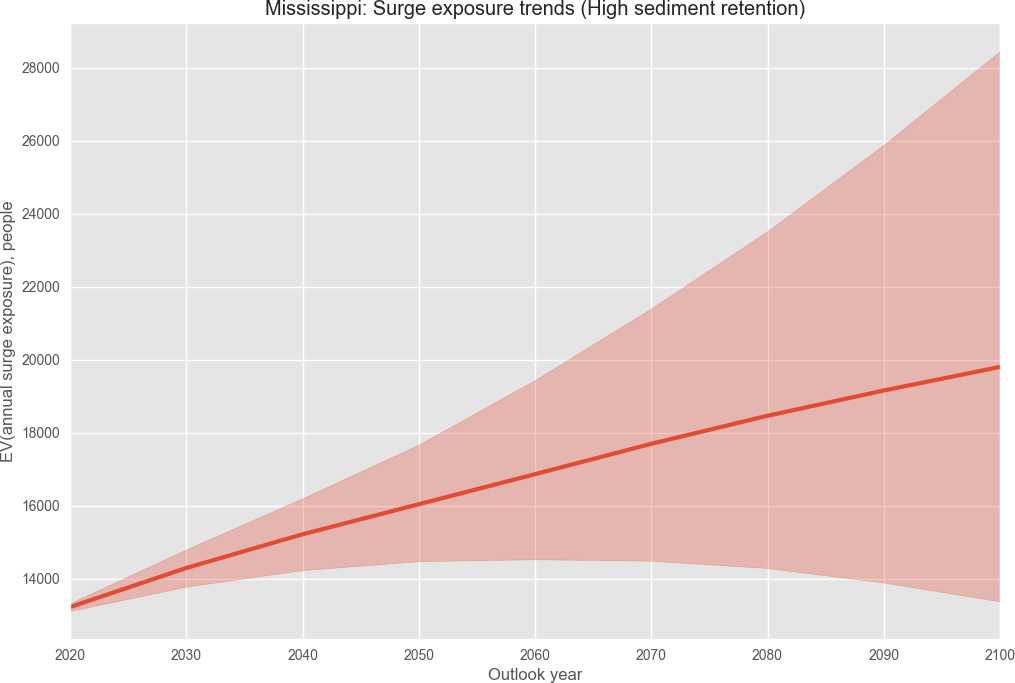 Mississippi: Surge exposure trends (High sediment retention)
EV(annual surge exposure), people
28000
26000
24000
22000
20000
18000
16000
14000
2020 2030 2040 2050 2060 2070 2080 2090 2100
Outlook year